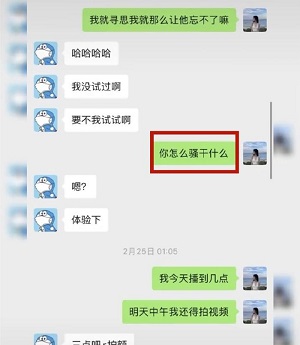 我就寻思我就那么让他忘不了嘛
哈哈哈哈
我没试过啊
要不我试试啊
你怎么骚干什么
嗯?
体验下
2月25日 01:05
我今天播到几点
明天中午我还得拍视频
三点吧